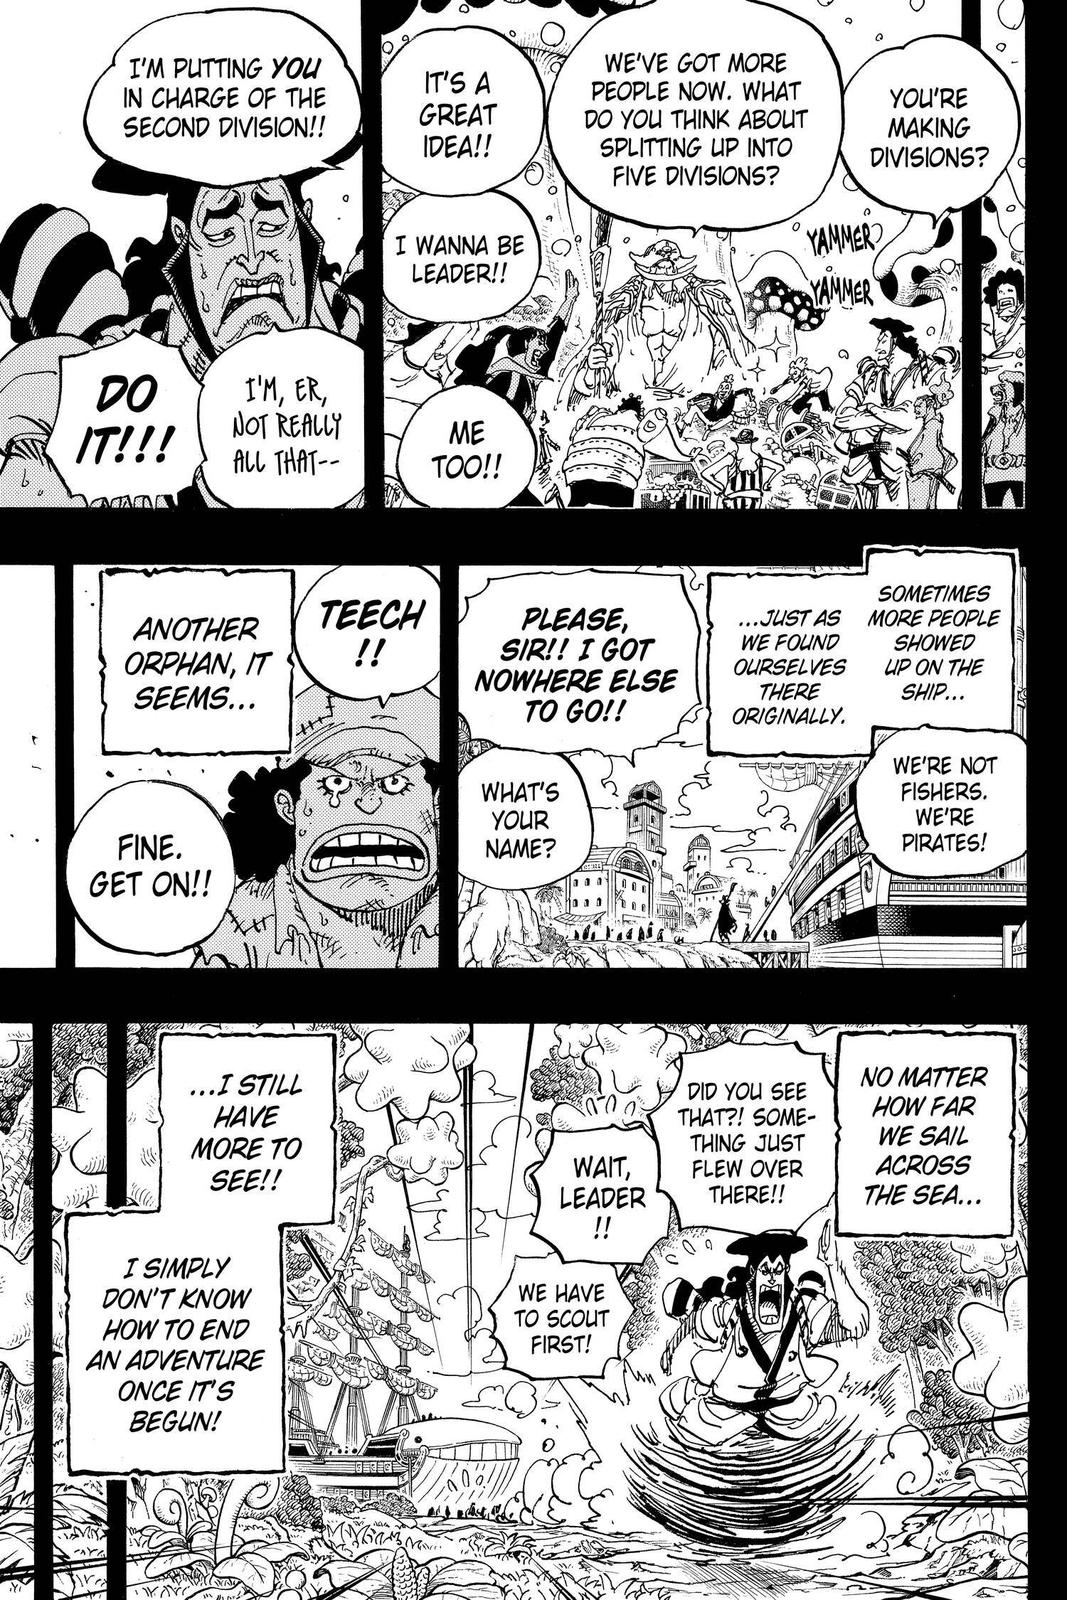 YOU'RE
MAKING
DIVISIONS?
WE'VE GOT MORE
PEOPLE NOW. WHAT
DO YOU THINK ABOUT
SPLITTING UP INTO
FIVE DIVISIONS?
YAMMER
YAMMER
IT'S A
GREAT
IDEA!!
I WANNA BE
LEADER!!
ME
TOO!!
I'M PUTTING YOU
IN CHARGE OF THE
SECOND DIVISION!!
I'M, ER,
NOT REALLY
ALL THAT--
DO
IT!!!
SOMETIMES
MORE PEOPLE
SHOWED
UP ON THE
SHIP...
...JUST AS
WE FOUND
OURSELVES
THERE
ORIGINALLY.
WE'RE NOT
FISHERS.
WE'RE
PIRATES!
PLEASE,
SIR!! I GOT
NOWHERE ELSE
TO GO!!
WHAT'S
YOUR
NAME?
TEECH
!!
ANOTHER
ORPHAN, IT
SEEMS...
FINE.
GET ON!!
NO MATTER
HOW FAR
WE SAIL
ACROSS
THE SEA...
DID YOU SEE
THAT?! SOME-
THING JUST
FLEW OVER
THERE!!
WAIT,
LEADER
!!
WE HAVE
TO SCOUT
FIRST!
...I STILL
HAVE
MORE TO
SEE!!
I SIMPLY
DON'T KNOW
HOW TO END
AN ADVENTURE
ONCE IT'S
BEGUN!